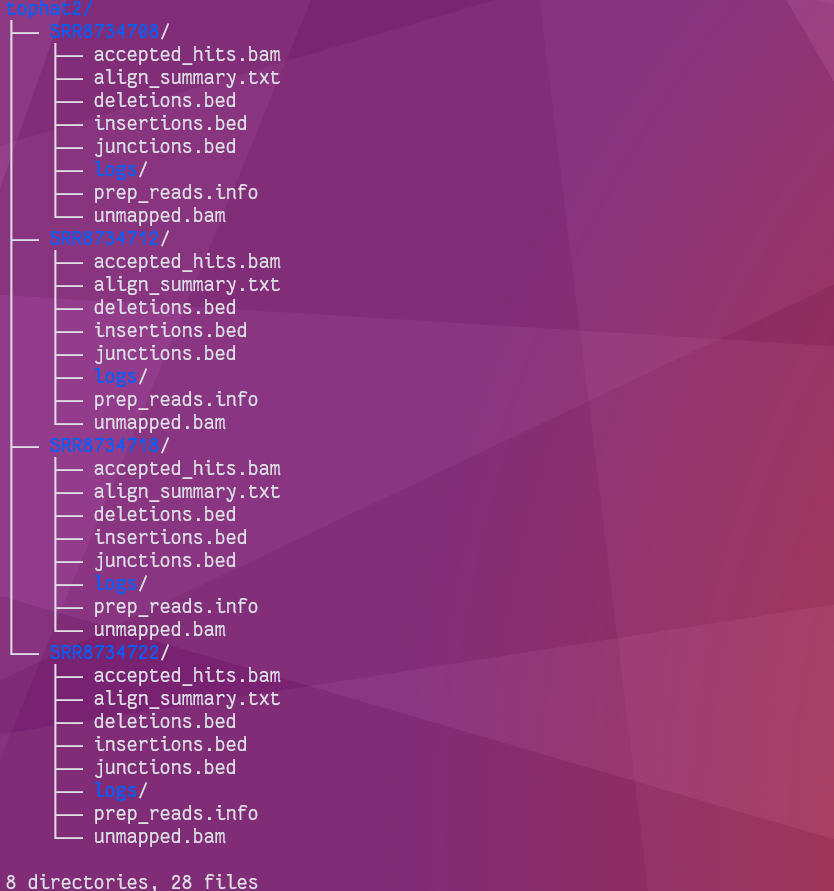 tophat2/
├── SRR8734708/
│   ├── accepted_hits.bam
│   ├── align_summary.txt
│   ├── deletions.bed
│   ├── insertions.bed
│   ├── junctions.bed
│   ├── logs/
│   ├── prep_reads.info
│   └── unmapped.bam
├── SRR8734712/
│   ├── accepted_hits.bam
│   ├── align_summary.txt
│   ├── deletions.bed
│   ├── insertions.bed
│   ├── junctions.bed
│   ├── logs/
│   ├── prep_reads.info
│   └── unmapped.bam
├── SRR8734718/
│   ├── accepted_hits.bam
│   ├── align_summary.txt
│   ├── deletions.bed
│   ├── insertions.bed
│   ├── junctions.bed
│   ├── logs/
│   ├── prep_reads.info
│   └── unmapped.bam
└── SRR8734722/
    ├── accepted_hits.bam
    ├── align_summary.txt
    ├── deletions.bed
    ├── insertions.bed
    ├── junctions.bed
    ├── logs/
    ├── prep_reads.info
    └── unmapped.bam
8 directories, 28 files